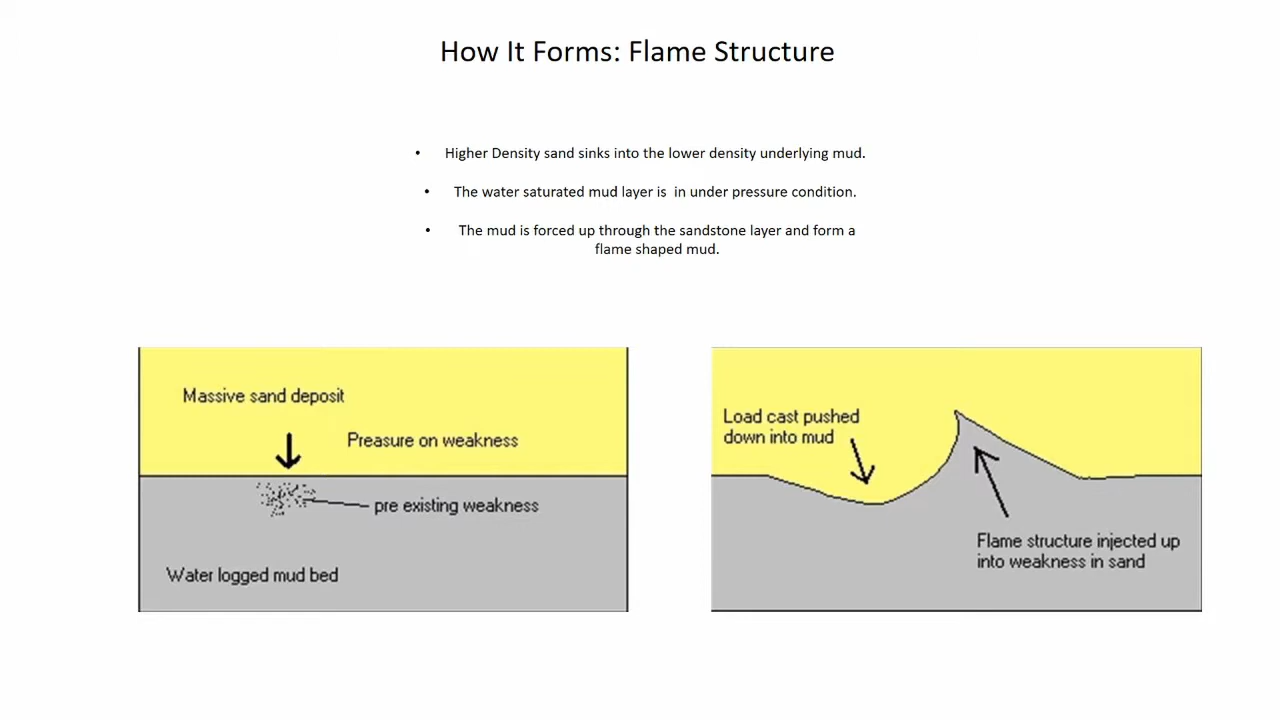 How It Forms: Flame Structure
• Higher Density sand sinks into the lower density underlying mud.
• The water saturated mud layer is  in under pressure condition.
• The mud is forced up through the sandstone layer and form a
flame shaped mud.
Massive sand deposit
Preasure on weakness
pre existing weakness
Water logged mud bed
Load cast pushed
down into mud
Flame structure injected up
into weakness in sand